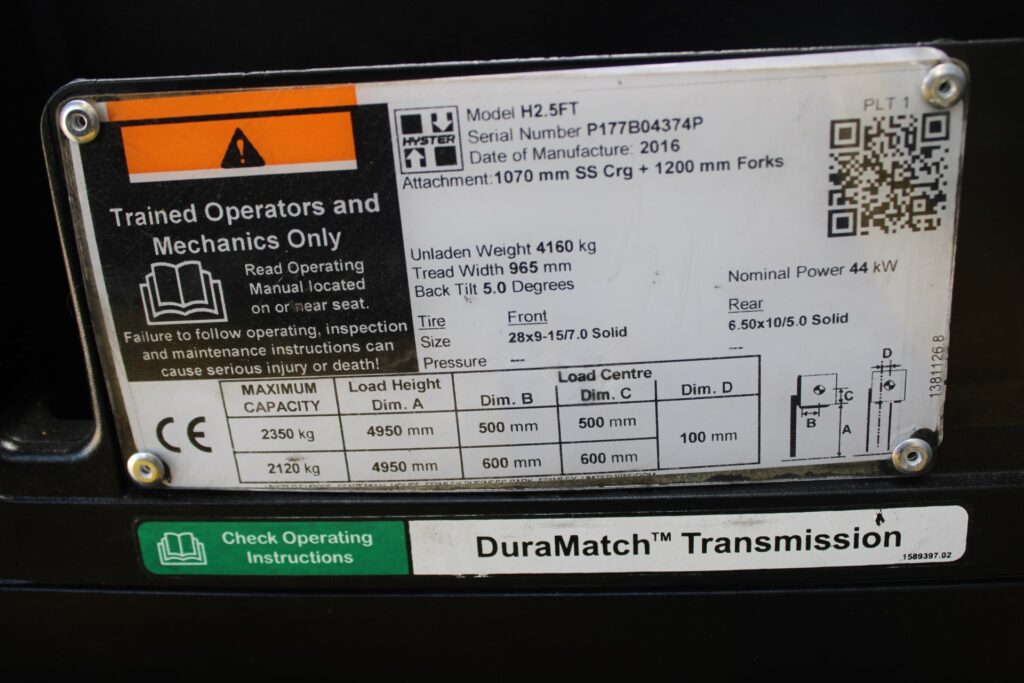 Trained Operators and
Mechanics Only
Read Operating
Manual located
on or near seat.
Failure to follow operating, inspection
and maintenance instructions can
cause serious injury or death!
HYSTER
Model H2.5FT
Serial Number P177B04374P
Date of Manufacture: 2016
Attachment:1070 mm SS Crg + 1200 mm Forks
PLT 1
Unladen Weight 4160 kg
Tread Width 965 mm
Back Tilt 5.0 Degrees
Nominal Power 44 kW
Tire Front Rear
Size 28x9-15/7.0 Solid 6.50x10/5.0 Solid
Pressure --- ---
CE
MAXIMUM CAPACITY
Load Height Dim. A
Load Centre
Dim. B Dim. C Dim. D
2350 kg 4950 mm 500 mm 500 mm 100 mm
2120 kg 4950 mm 600 mm 600 mm
D
C
B
A
1381126.8
Check Operating
Instructions
DuraMatch™ Transmission
1589397.02